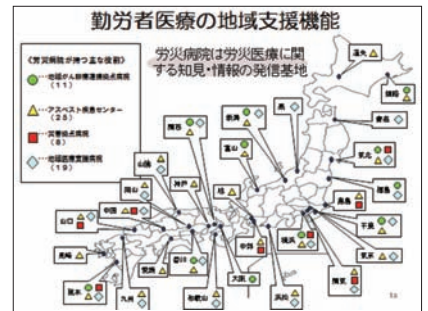 勤労者医療の地域支援機能
労災病院は労災医療に関
する知見・情報の発信基地
《労災病院が持つ主な役割》
・地域がん診療連携拠点病院
(11)
・アスベスト疾患センター
(25)
・災害拠点病院
(8)
・地域医療支援病院
(19)
釧路
青森
東北
福島
鹿島
千葉
東京
関東
横浜
浜松
中部
旭
大阪
和歌山
神戸
関西
新潟
富山
燕
山陰
岡山
中国
山口
長崎
熊本
九州
愛媛
香川